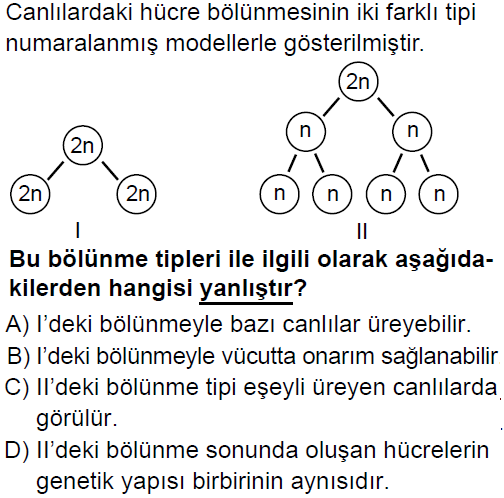 Canlılardaki hücre bölünmesinin iki farklı tipi
numaralanmış modellerle gösterilmiştir.
2n
n
n
2n
2n
2n
n
n
n
n
I
II
Bu bölünme tipleri ile ilgili olarak aşağıda-
kilerden hangisi yanlıştır?
A) I’deki bölünmeyle bazı canlılar üreyebilir.
B) I’deki bölünmeyle vücutta onarım sağlanabilir
C) II’deki bölünme tipi eşeyli üreyen canlılarda
görülür.
D) II’deki bölünme sonunda oluşan hücrelerin
genetik yapısı birbirinin aynısıdır.